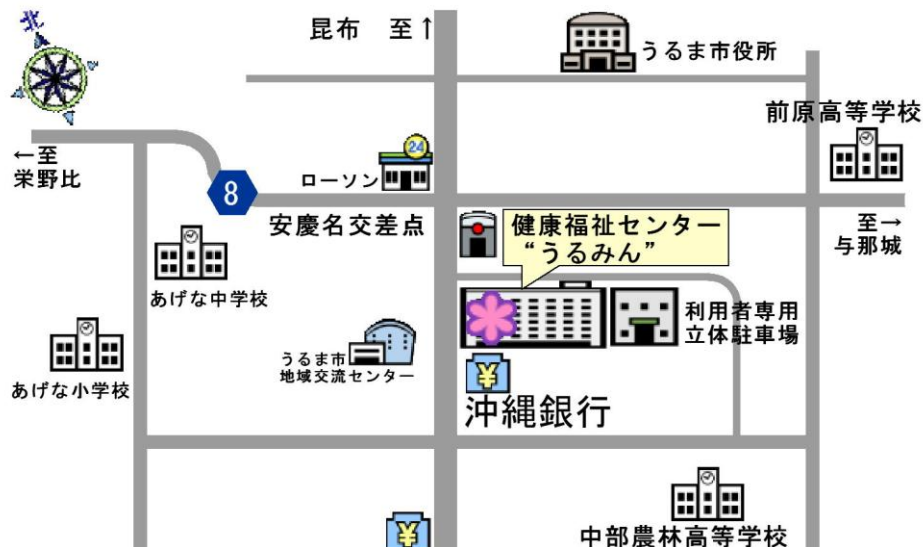 北
昆布 至↑
うるま市役所
前原高等学校
←至
栄野比
ローソン
24
8
安慶名交差点
健康福祉センター
“うるみん”
至→
与那城
あげな中学校
利用者専用
立体駐車場
うるま市
地域交流センター
あげな小学校
¥
沖縄銀行
¥
中部農林高等学校